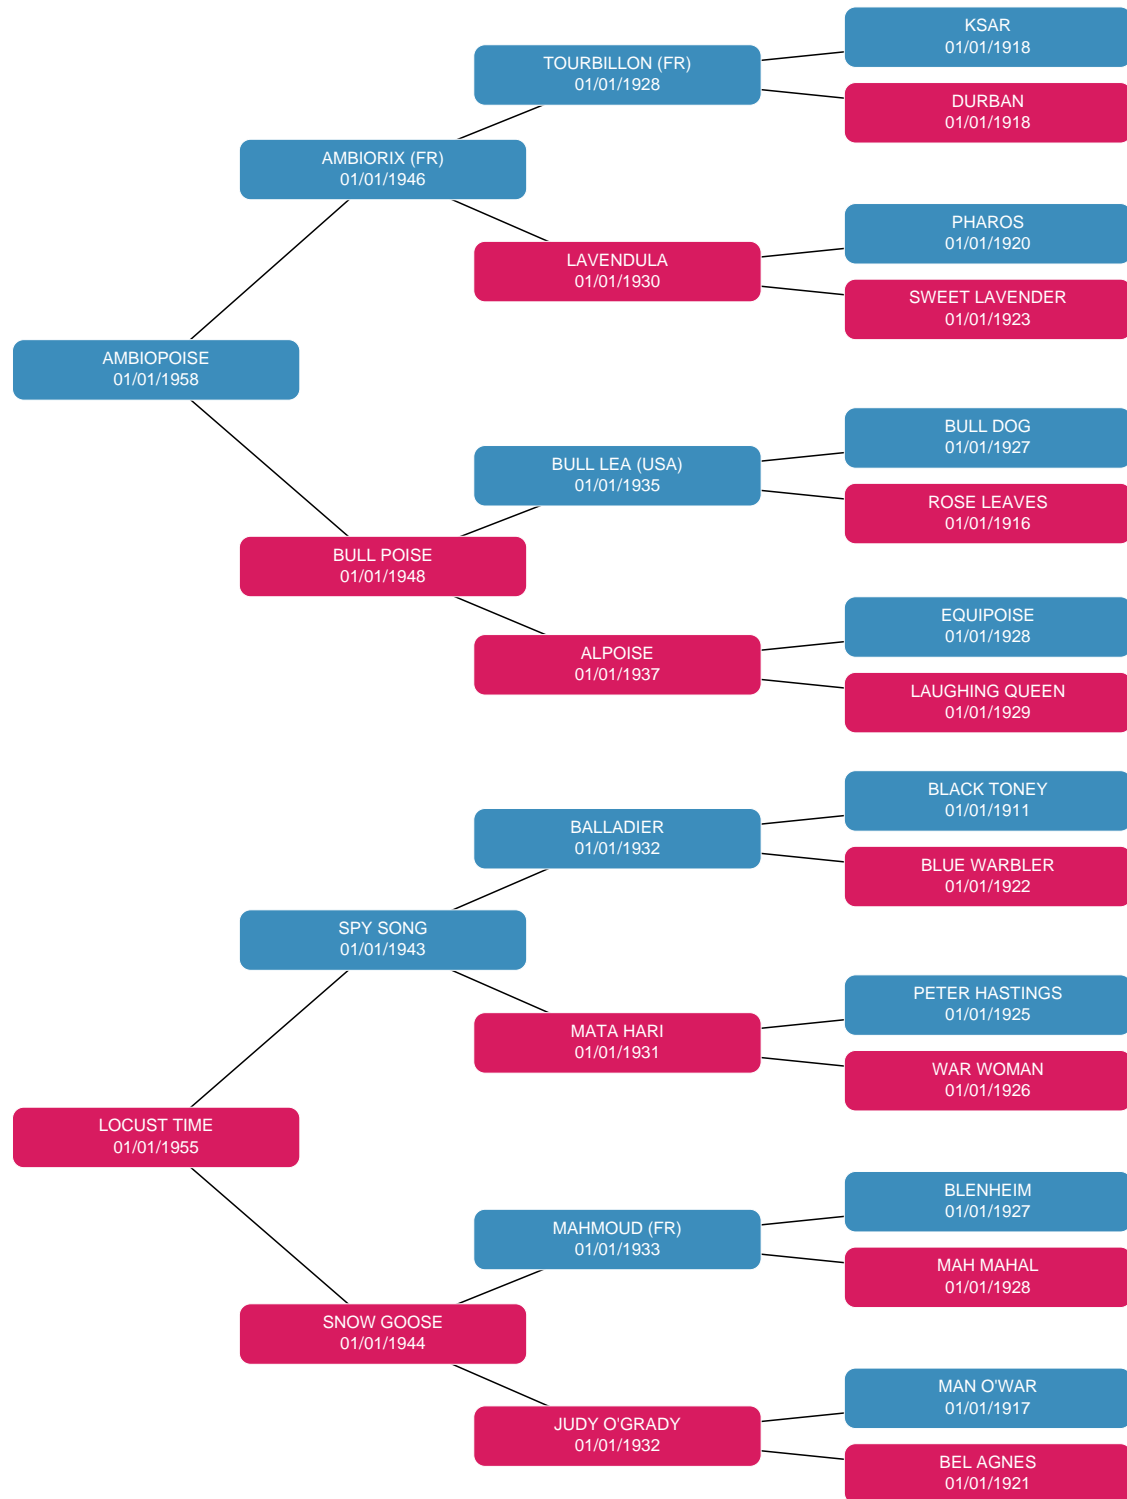 KSAR
01/01/1918
TOURBILLON (FR)
01/01/1928
DURBAN
01/01/1918
AMBIORIX (FR)
01/01/1946
PHAROS
01/01/1920
LAVENDULA
01/01/1930
SWEET LAVENDER
01/01/1923
AMBIOPOISE
01/01/1958
BULL DOG
01/01/1927
BULL LEA (USA)
01/01/1935
ROSE LEAVES
01/01/1916
BULL POISE
01/01/1948
EQUIPOISE
01/01/1928
ALPOISE
01/01/1937
LAUGHING QUEEN
01/01/1929
BLACK TONEY
01/01/1911
BALLADIER
01/01/1932
BLUE WARBLER
01/01/1922
SPY SONG
01/01/1943
PETER HASTINGS
01/01/1925
MATA HARI
01/01/1931
WAR WOMAN
01/01/1926
LOCUST TIME
01/01/1955
BLENHEIM
01/01/1927
MAHMOUD (FR)
01/01/1933
MAH MAHAL
01/01/1928
SNOW GOOSE
01/01/1944
MAN O'WAR
01/01/1917
JUDY O'GRADY
01/01/1932
BEL AGNES
01/01/1921